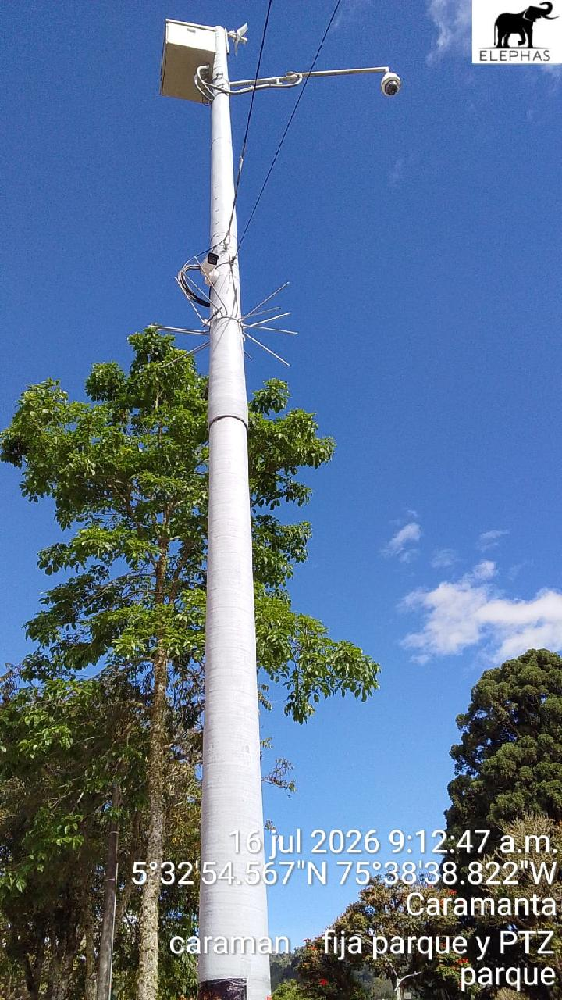 ELEPHAS
16 jul 2026 9:12:47 a.m.
5°32'54.567"N 75°38'38.822"W
Caramanta
caraman fija parque y PTZ
parque